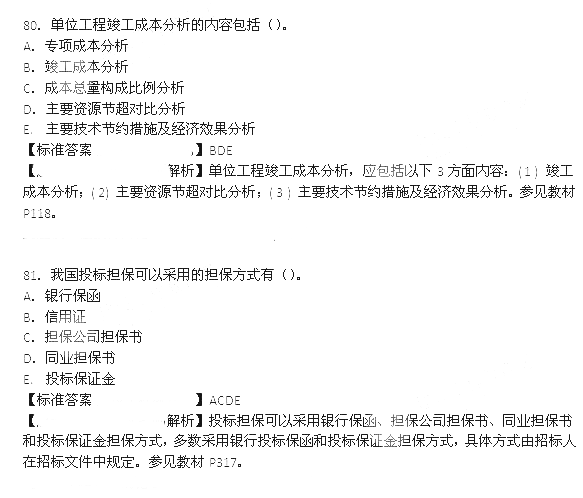 80. 单位工程竣工成本分析的内容包括（）。
A. 专项成本分析
B. 竣工成本分析
C. 成本总量构成比例分析
D. 主要资源节超对比分析
E. 主要技术节约措施及经济效果分析
【标准答案 】BDE
【 解析】单位工程竣工成本分析，应包括以下 3 方面内容：(1) 竣工
成本分析；(2) 主要资源节超对比分析；(3) 主要技术节约措施及经济效果分析。参见教材
P118。
81. 我国投标担保可以采用的担保方式有（）。
A. 银行保函
B. 信用证
C. 担保公司担保书
D. 同业担保书
E. 投标保证金
【标准答案 】ACDE
【 解析】投标担保可以采用银行保函、担保公司担保书、同业担保书
和投标保证金担保方式，多数采用银行投标保函和投标保证金担保方式，具体方式由招标人
在招标文件中规定。参见教材 P317。